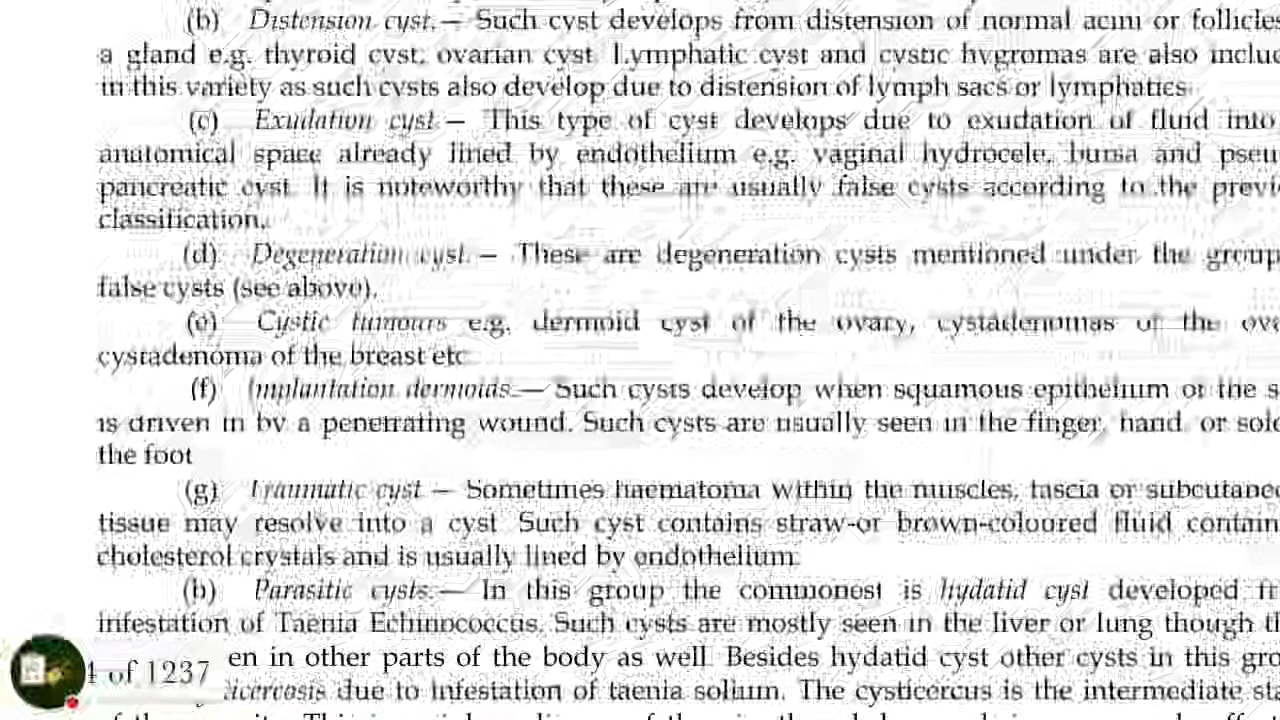 (b) Distension cyst.— Such cyst develops from distension of normal acini or follicles
a gland e.g. thyroid cyst, ovarian cyst. Lymphatic cyst and cystic hygromas are also includ
in this variety as such cysts also develop due to distension of lymph sacs or lymphatics
(c) Exudation cyst.— This type of cyst develops due to exudation of fluid into
anatomical space already lined by endothelium e.g. vaginal hydrocele, bursa and pseu
pancreatic cyst. It is noteworthy that these are usually false cysts according to the previ
classification.
(d) Degeneration cyst. — These are degeneration cysts mentioned under the group
false cysts (see above).
(e) Cystic tumours e.g. dermoid cyst of the ovary, cystadenomas of the ova
cystadenoma of the breast etc
(f) Implantation dermoids.— Such cysts develop when squamous epithelium of the s
is driven in by a penetrating wound. Such cysts are usually seen in the finger, hand or sole
the foot
(g) Traumatic cyst — Sometimes haematoma within the muscles, fascia or subcutaneo
tissue may resolve into a cyst. Such cyst contains straw-or brown-coloured fluid contain
cholesterol crystals and is usually lined by endothelium.
(h) Parasitic cysts.— In this group the commonest is hydatid cyst developed fr
infestation of Taenia Echinococcus. Such cysts are mostly seen in the liver or lung though th
of 1237 en in other parts of the body as well. Besides hydatid cyst other cysts in this gro
icercosis due to infestation of taenia solium. The cysticercus is the intermediate sta